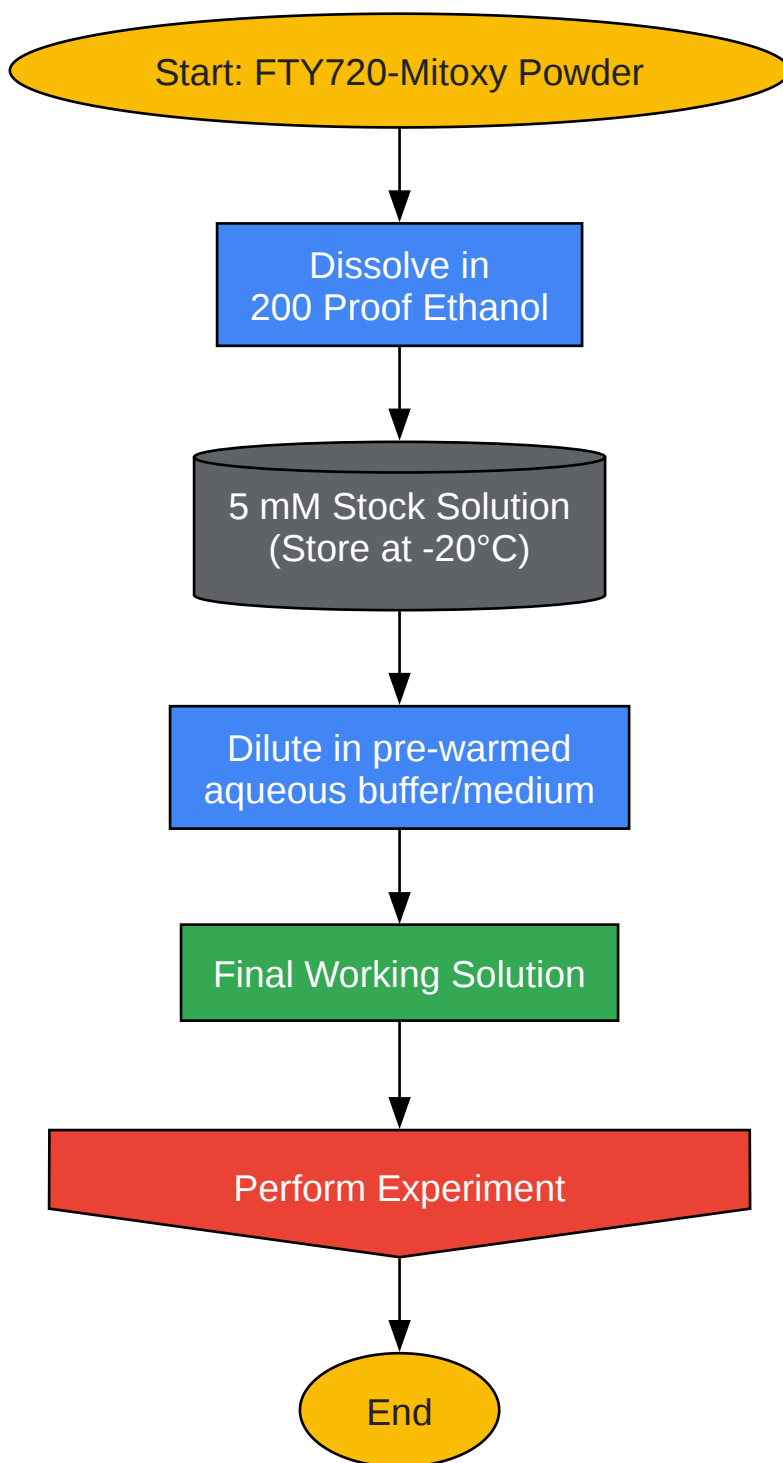 Start: FTY720-Mitoxy Powder
Dissolve in
200 Proof Ethanol
5 mM Stock Solution
(Store at -20°C)
Dilute in pre-warmed
aqueous buffer/medium
Final Working Solution
Perform Experiment
End